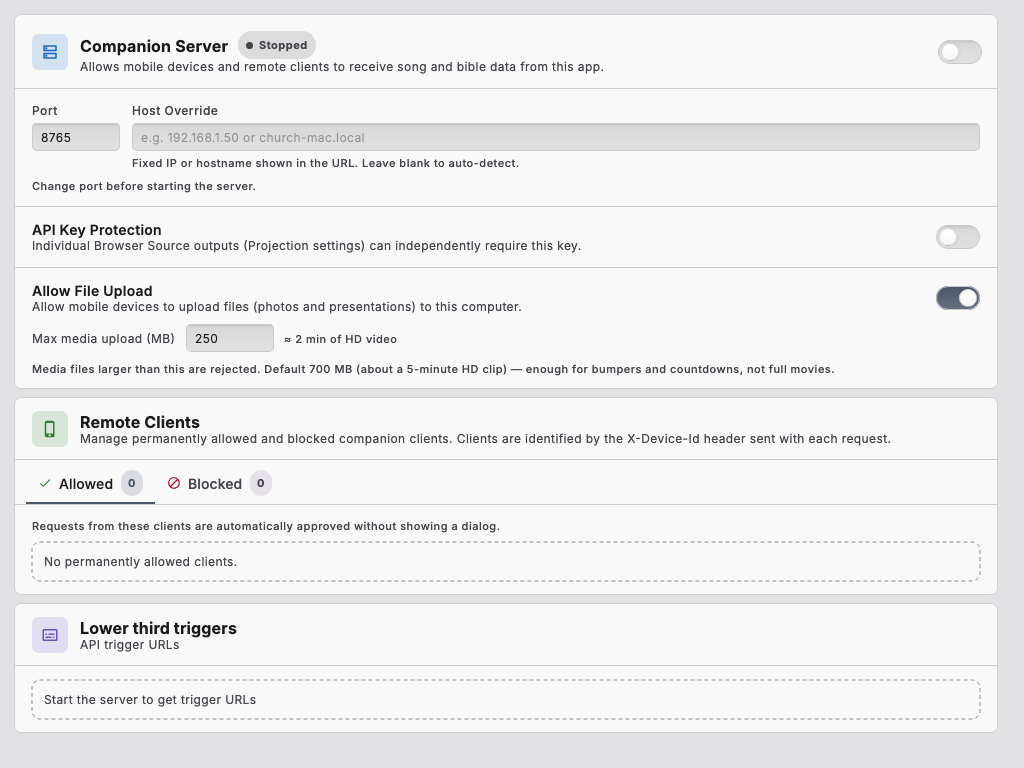 Companion Server
Stopped
Allows mobile devices and remote clients to receive song and bible data from this app.
Port
Host Override
8765
e.g. 192.168.1.50 or church-mac.local
Fixed IP or hostname shown in the URL. Leave blank to auto-detect.
Change port before starting the server.
API Key Protection
Individual Browser Source outputs (Projection settings) can independently require this key.
Allow File Upload
Allow mobile devices to upload files (photos and presentations) to this computer.
Max media upload (MB)
250
≈ 2 min of HD video
Media files larger than this are rejected. Default 700 MB (about a 5-minute HD clip) — enough for bumpers and countdowns, not full movies.
Remote Clients
Manage permanently allowed and blocked companion clients. Clients are identified by the X-Device-Id header sent with each request.
Allowed 0
Blocked 0
Requests from these clients are automatically approved without showing a dialog.
No permanently allowed clients.
Lower third triggers
API trigger URLs
Start the server to get trigger URLs